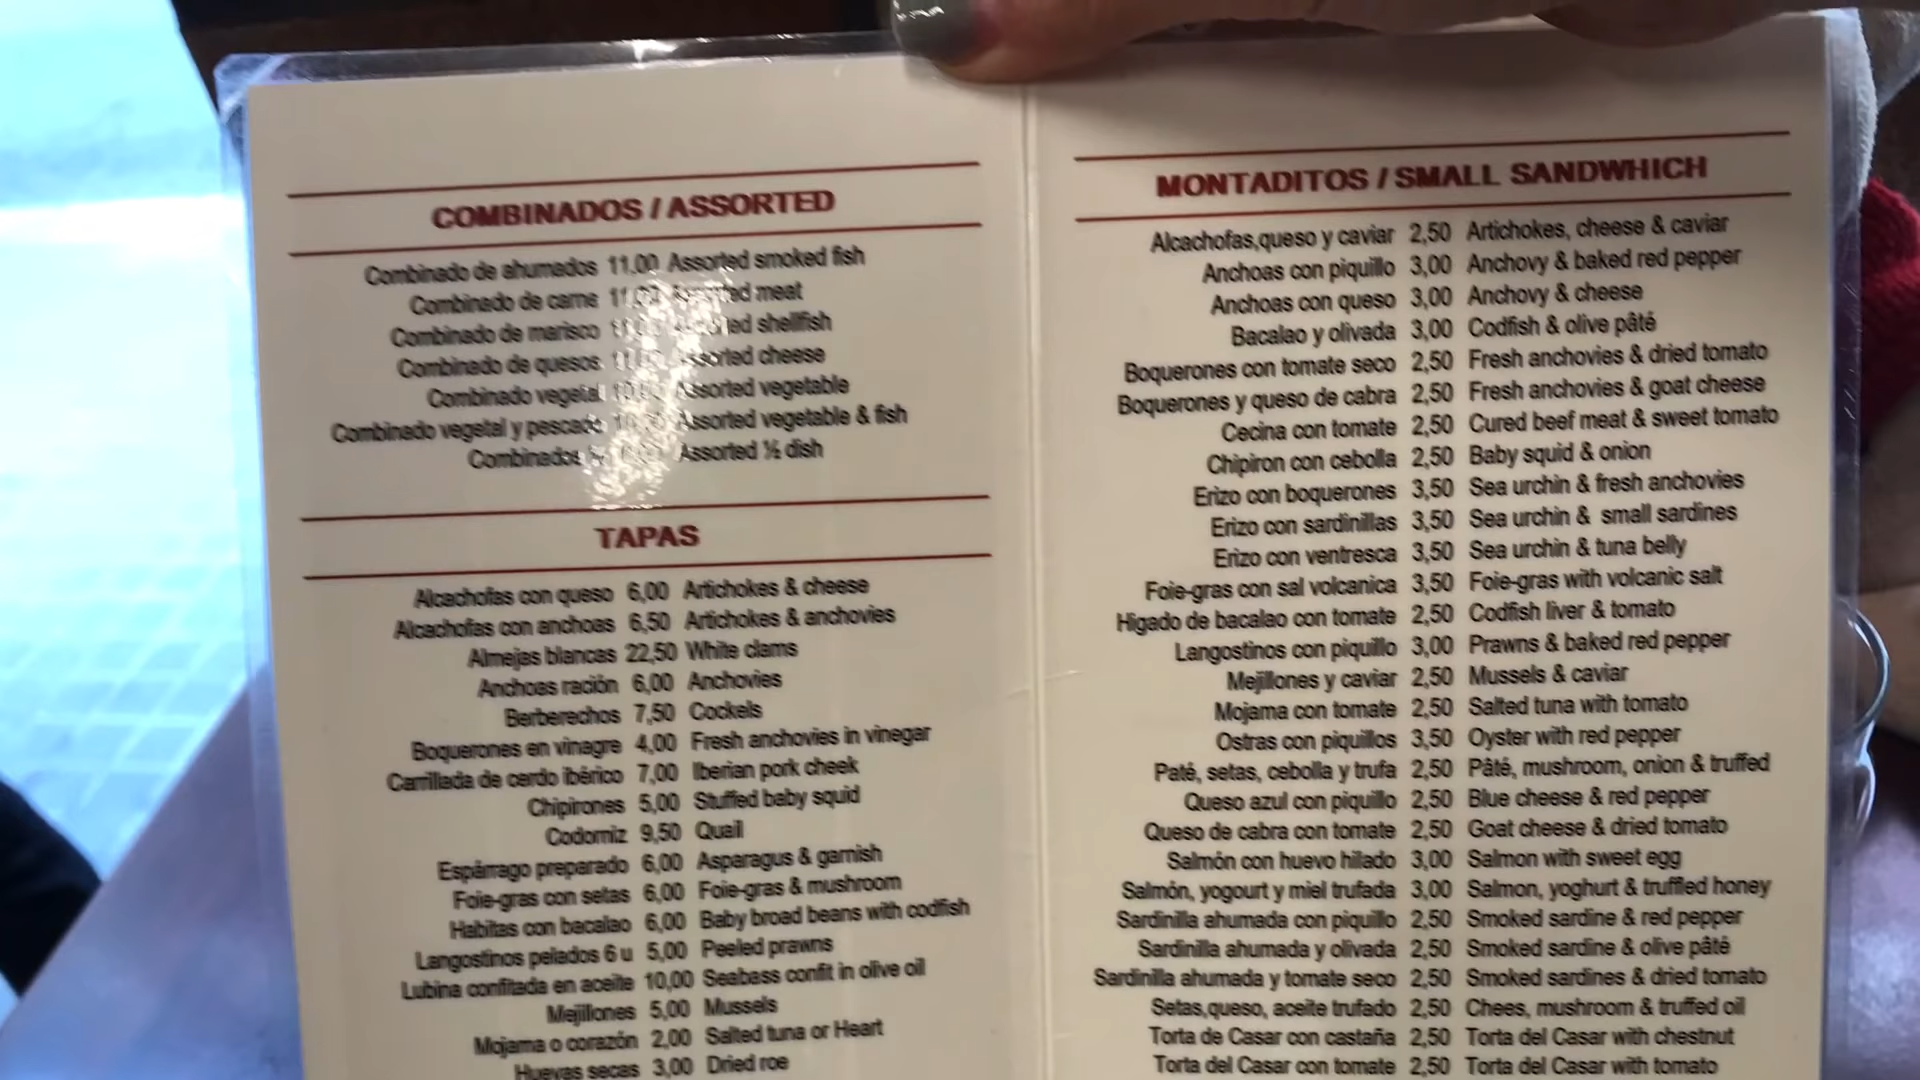 COMBINADOS / ASSORTED
Combinado de ahumados 11,00 Assorted smoked fish
Combinado de carne meat
Combinado de marisco shellfish
Combinado de quesos Assorted cheese
Combinado vegetal Assorted vegetable
Combinado vegetal y pescado Assorted vegetable & fish
Combinados Assorted ½ dish
TAPAS
Alcachofas con queso 6,00 Artichokes & cheese
Alcachofas con anchoas 6,50 Artichokes & anchovies
Almejas blancas 22,50 White clams
Anchoas ración 6,00 Anchovies
Berberechos 7,50 Cockels
Boquerones en vinagre 4,00 Fresh anchovies in vinegar
Carrillada de cerdo ibérico 7,00 Iberian pork cheek
Chipirones 5,00 Stuffed baby squid
Codorniz 9,50 Quail
Espárrago preparado 6,00 Asparagus & garnish
Foie-gras con setas 6,00 Foie-gras & mushroom
Habitas con bacalao 6,00 Baby broad beans with codfish
Langostinos pelados 6 u 5,00 Peeled prawns
Lubina confitada en aceite 10,00 Seabass confit in olive oil
Mejillones 5,00 Mussels
Mojama o corazón 2,00 Salted tuna or Heart
Huevas secas 3,00 Dried roe
MONTADITOS / SMALL SANDWHICH
Alcachofas,queso y caviar 2,50 Artichokes, cheese & caviar
Anchoas con piquillo 3,00 Anchovy & baked red pepper
Anchoas con queso 3,00 Anchovy & cheese
Bacalao y olivada 3,00 Codfish & olive pâté
Boquerones con tomate seco 2,50 Fresh anchovies & dried tomato
Boquerones y queso de cabra 2,50 Fresh anchovies & goat cheese
Cecina con tomate 2,50 Cured beef meat & sweet tomato
Chipiron con cebolla 2,50 Baby squid & onion
Erizo con boquerones 3,50 Sea urchin & fresh anchovies
Erizo con sardinillas 3,50 Sea urchin & small sardines
Erizo con ventresca 3,50 Sea urchin & tuna belly
Foie-gras con sal volcanica 3,50 Foie-gras with volcanic salt
Higado de bacalao con tomate 2,50 Codfish liver & tomato
Langostinos con piquillo 3,00 Prawns & baked red pepper
Mejillones y caviar 2,50 Mussels & caviar
Mojama con tomate 2,50 Salted tuna with tomato
Ostras con piquillos 3,50 Oyster with red pepper
Paté, setas, cebolla y trufa 2,50 Pâté, mushroom, onion & truffed
Queso azul con piquillo 2,50 Blue cheese & red pepper
Queso de cabra con tomate 2,50 Goat cheese & dried tomato
Salmón con huevo hilado 3,00 Salmon with sweet egg
Salmón, yogourt y miel trufada 3,00 Salmon, yoghurt & truffled honey
Sardinilla ahumada con piquillo 2,50 Smoked sardine & red pepper
Sardinilla ahumada y olivada 2,50 Smoked sardine & olive pâté
Sardinilla ahumada y tomate seco 2,50 Smoked sardines & dried tomato
Setas,queso, aceite trufado 2,50 Chees, mushroom & truffed oil
Torta de Casar con castaña 2,50 Torta del Casar with chestnut
Torta del Casar con tomate 2,50 Torta del Casar with tomato